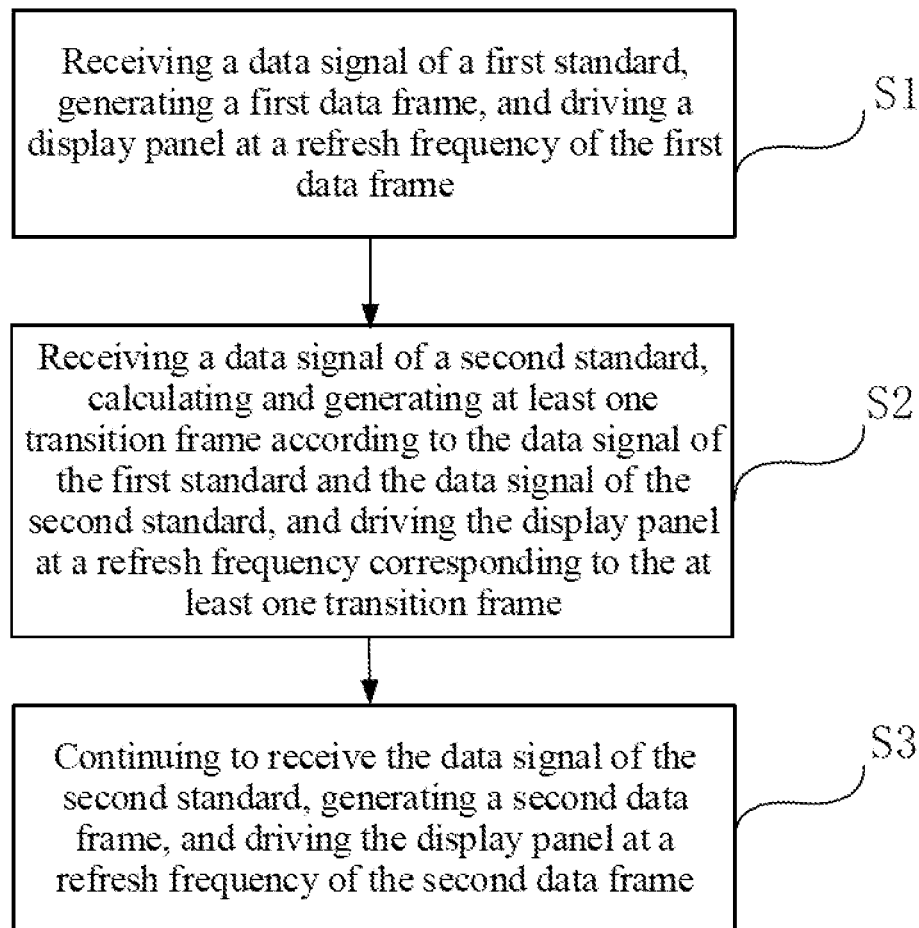 Receiving a data signal of a first standard,
generating a first data frame, and driving a
display panel at a refresh frequency of the first
data frame
S1
Receiving a data signal of a second standard,
calculating and generating at least one
transition frame according to the data signal of
the first standard and the data signal of the
second standard, and driving the display panel
at a refresh frequency corresponding to the at
least one transition frame
S2
Continuing to receive the data signal of the
second standard, generating a second data
frame, and driving the display panel at a
refresh frequency of the second data frame
S3